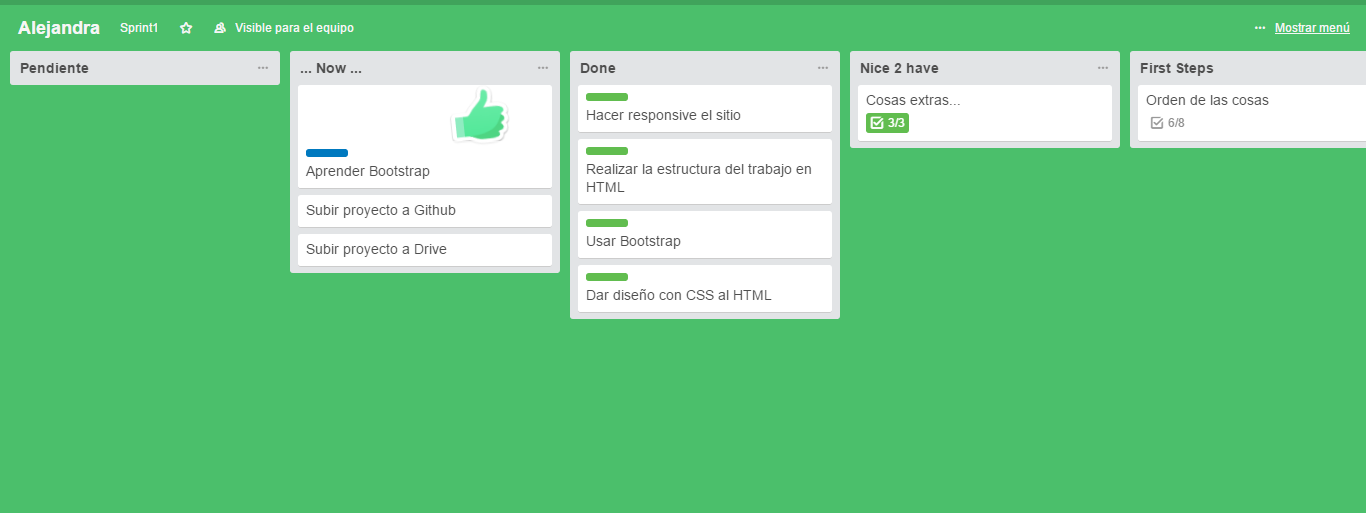 Alejandra Sprint1 Visible para el equipo ··· Mostrar menú
Pendiente ···
... Now ... ···
Aprender Bootstrap
Subir proyecto a Github
Subir proyecto a Drive
Done ···
Hacer responsive el sitio
Realizar la estructura del trabajo en
HTML
Usar Bootstrap
Dar diseño con CSS al HTML
Nice 2 have ···
Cosas extras...
3/3
First Steps
Orden de las cosas
6/8